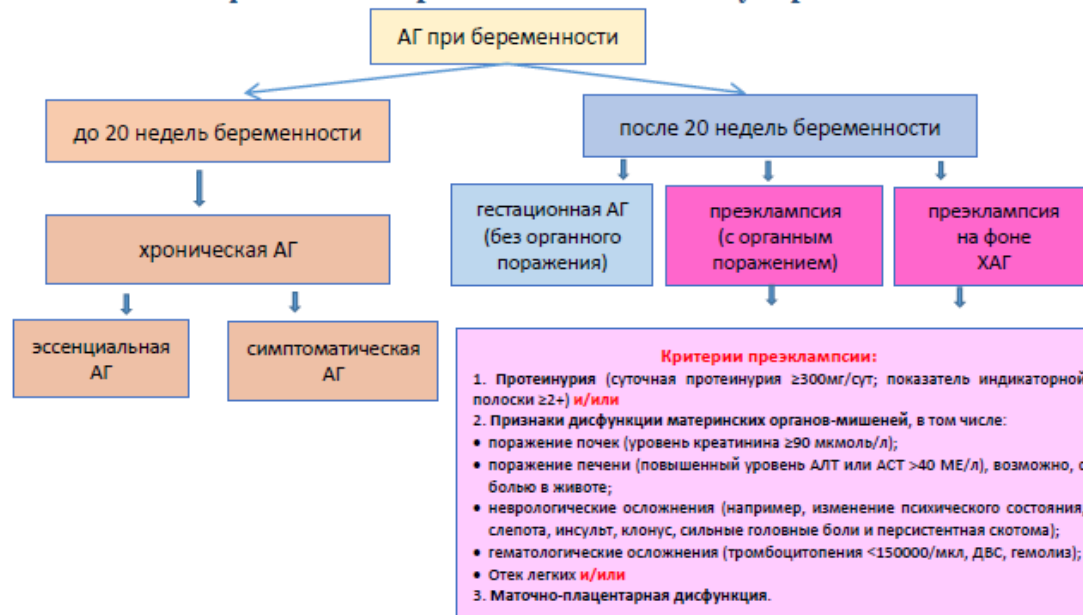 АГ при беременности
до 20 недель беременности
после 20 недель беременности
хроническая АГ
эссенциальная
АГ
симптоматическая
АГ
гестационная АГ
(без органного
поражения)
преэклампсия
(с органным
поражением)
преэклампсия
на фоне
ХАГ
Критерии преэклампсии:
1. Протеинурия (суточная протеинурия ≥300мг/сут; показатель индикаторной
полоски ≥2+) и/или
2. Признаки дисфункции материнских органов-мишеней, в том числе:
• поражение почек (уровень креатинина ≥90 мкмоль/л);
• поражение печени (повышенный уровень АЛТ или АСТ >40 МЕ/л), возможно, с
болью в животе;
• неврологические осложнения (например, изменение психического состояния,
слепота, инсульт, клонус, сильные головные боли и персистентная скотома);
• гематологические осложнения (тромбоцитопения <150000/мкл, ДВС, гемолиз);
• Отек легких и/или
3. Маточно-плацентарная дисфункция.